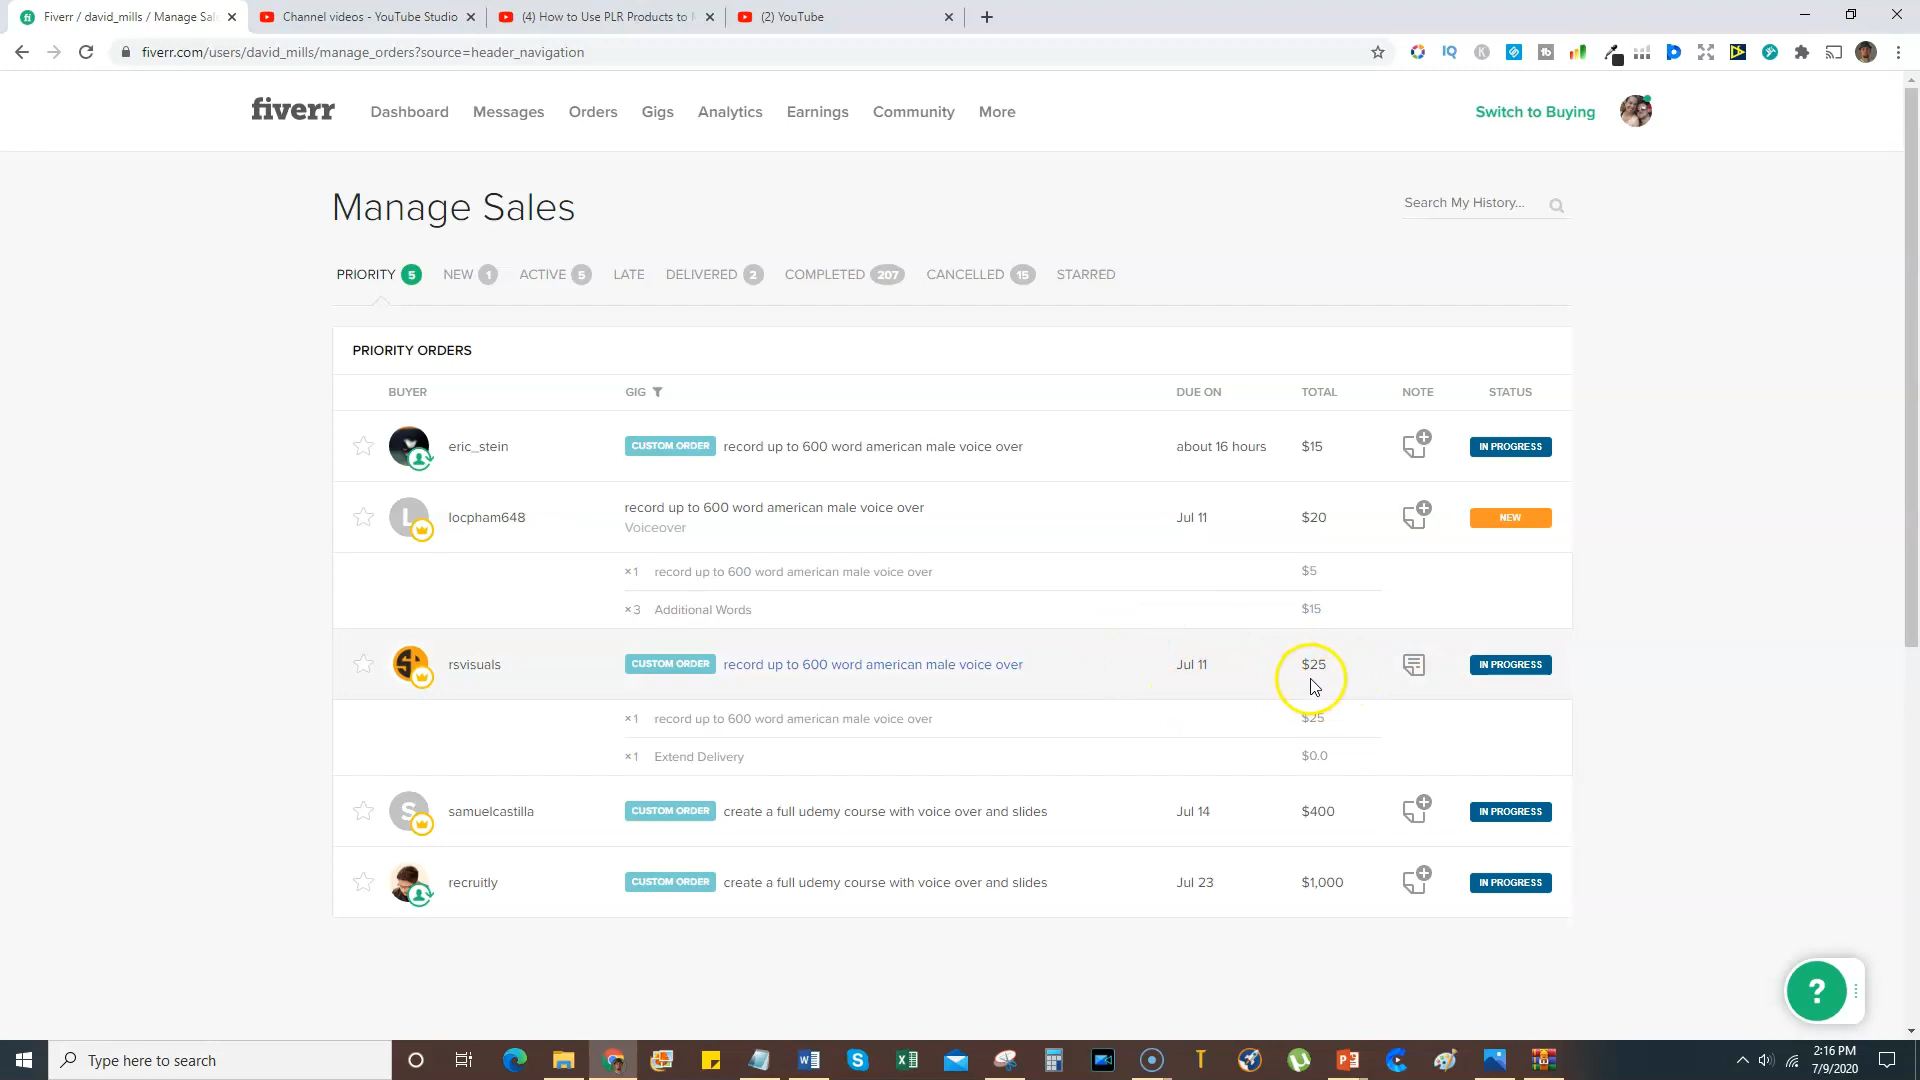 Fiverr / david_mills / Manage Sal
Channel videos - YouTube Studio
(4) How to Use PLR Products to M
(2) YouTube
fiverr.com/users/david_mills/manage_orders?source=header_navigation
fiverr
Dashboard
Messages
Orders
Gigs
Analytics
Earnings
Community
More
Switch to Buying
Manage Sales
Search My History...
PRIORITY 5
NEW 1
ACTIVE 5
LATE
DELIVERED 2
COMPLETED 207
CANCELLED 15
STARRED
PRIORITY ORDERS
BUYER GIG DUE ON TOTAL NOTE STATUS
eric_stein CUSTOM ORDER record up to 600 word american male voice over about 16 hours $15 IN PROGRESS
L locpham648 record up to 600 word american male voice over Jul 11 $20 NEW
Voiceover
×1 record up to 600 word american male voice over $5
×3 Additional Words $15
rsvisuals CUSTOM ORDER record up to 600 word american male voice over Jul 11 $25 IN PROGRESS
×1 record up to 600 word american male voice over $25
×1 Extend Delivery $0.0
S samuelcastilla CUSTOM ORDER create a full udemy course with voice over and slides Jul 14 $400 IN PROGRESS
recruitly CUSTOM ORDER create a full udemy course with voice over and slides Jul 23 $1,000 IN PROGRESS
?
Type here to search
2:16 PM
7/9/2020